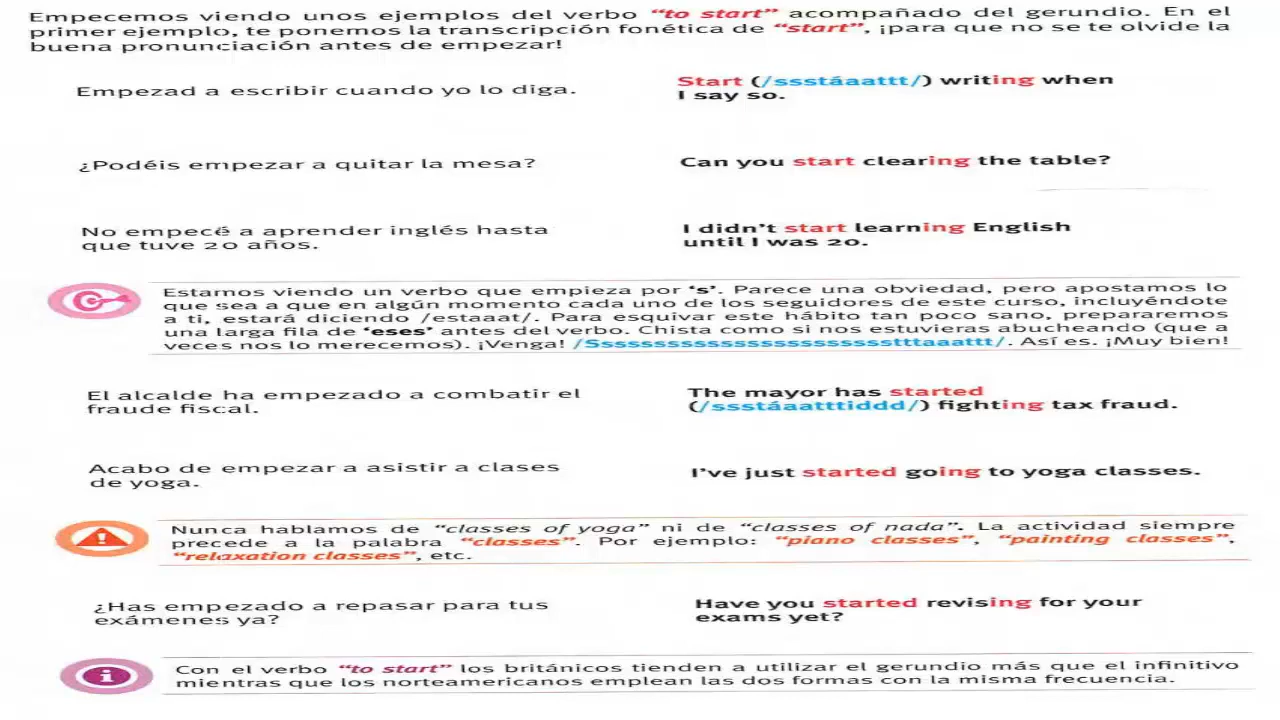 Empecemos viendo unos ejemplos del verbo “to start” acompañado del gerundio. En el
primer ejemplo, te ponemos la transcripción fonética de “start”, ¡para que no se te olvide la
buena pronunciación antes de empezar!
Empezad a escribir cuando yo lo diga.
Start (/ssstáaattt/) writing when
I say so.
¿Podéis empezar a quitar la mesa?
Can you start clearing the table?
No empecé a aprender inglés hasta
que tuve 20 años.
I didn’t start learning English
until I was 20.
Estamos viendo un verbo que empieza por ‘s’. Parece una obviedad, pero apostamos lo
que sea a que en algún momento cada uno de los seguidores de este curso, incluyéndote
a ti, estará diciendo /estaaat/. Para esquivar este hábito tan poco sano, prepararemos
una larga fila de ‘eses’ antes del verbo. Chista como si nos estuvieras abucheando (que a
veces nos lo merecemos). ¡Venga! /Sssssssssssssssssssssssssstttaaattt/. Así es. ¡Muy bien!
El alcalde ha empezado a combatir el
fraude fiscal.
The mayor has started
(/ssstáaatttiddd/) fighting tax fraud.
Acabo de empezar a asistir a clases
de yoga.
I’ve just started going to yoga classes.
Nunca hablamos de “classes of yoga” ni de “classes of nada”. La actividad siempre
precede a la palabra “classes”. Por ejemplo: “piano classes”, “painting classes”,
“relaxation classes”, etc.
¿Has empezado a repasar para tus
exámenes ya?
Have you started revising for your
exams yet?
Con el verbo “to start” los británicos tienden a utilizar el gerundio más que el infinitivo
mientras que los norteamericanos emplean las dos formas con la misma frecuencia.